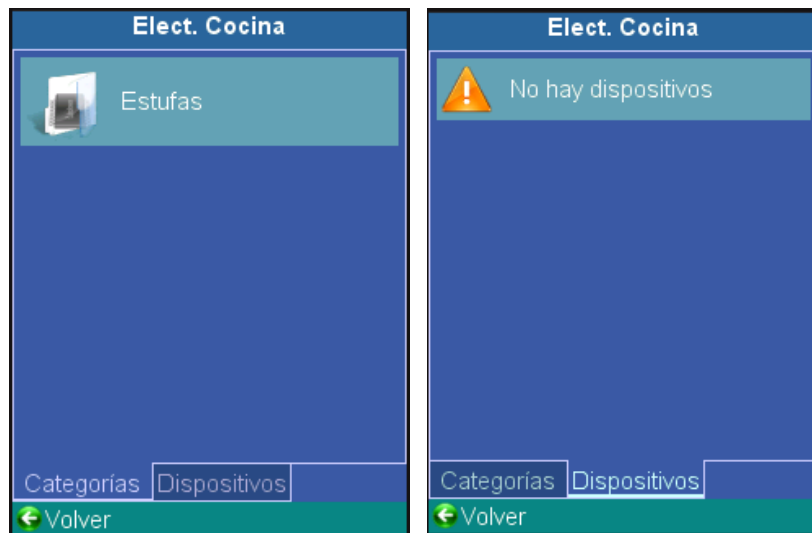 Elect. Cocina
Estufas
Categorías Dispositivos
Volver
Elect. Cocina
No hay dispositivos
Categorías Dispositivos
Volver